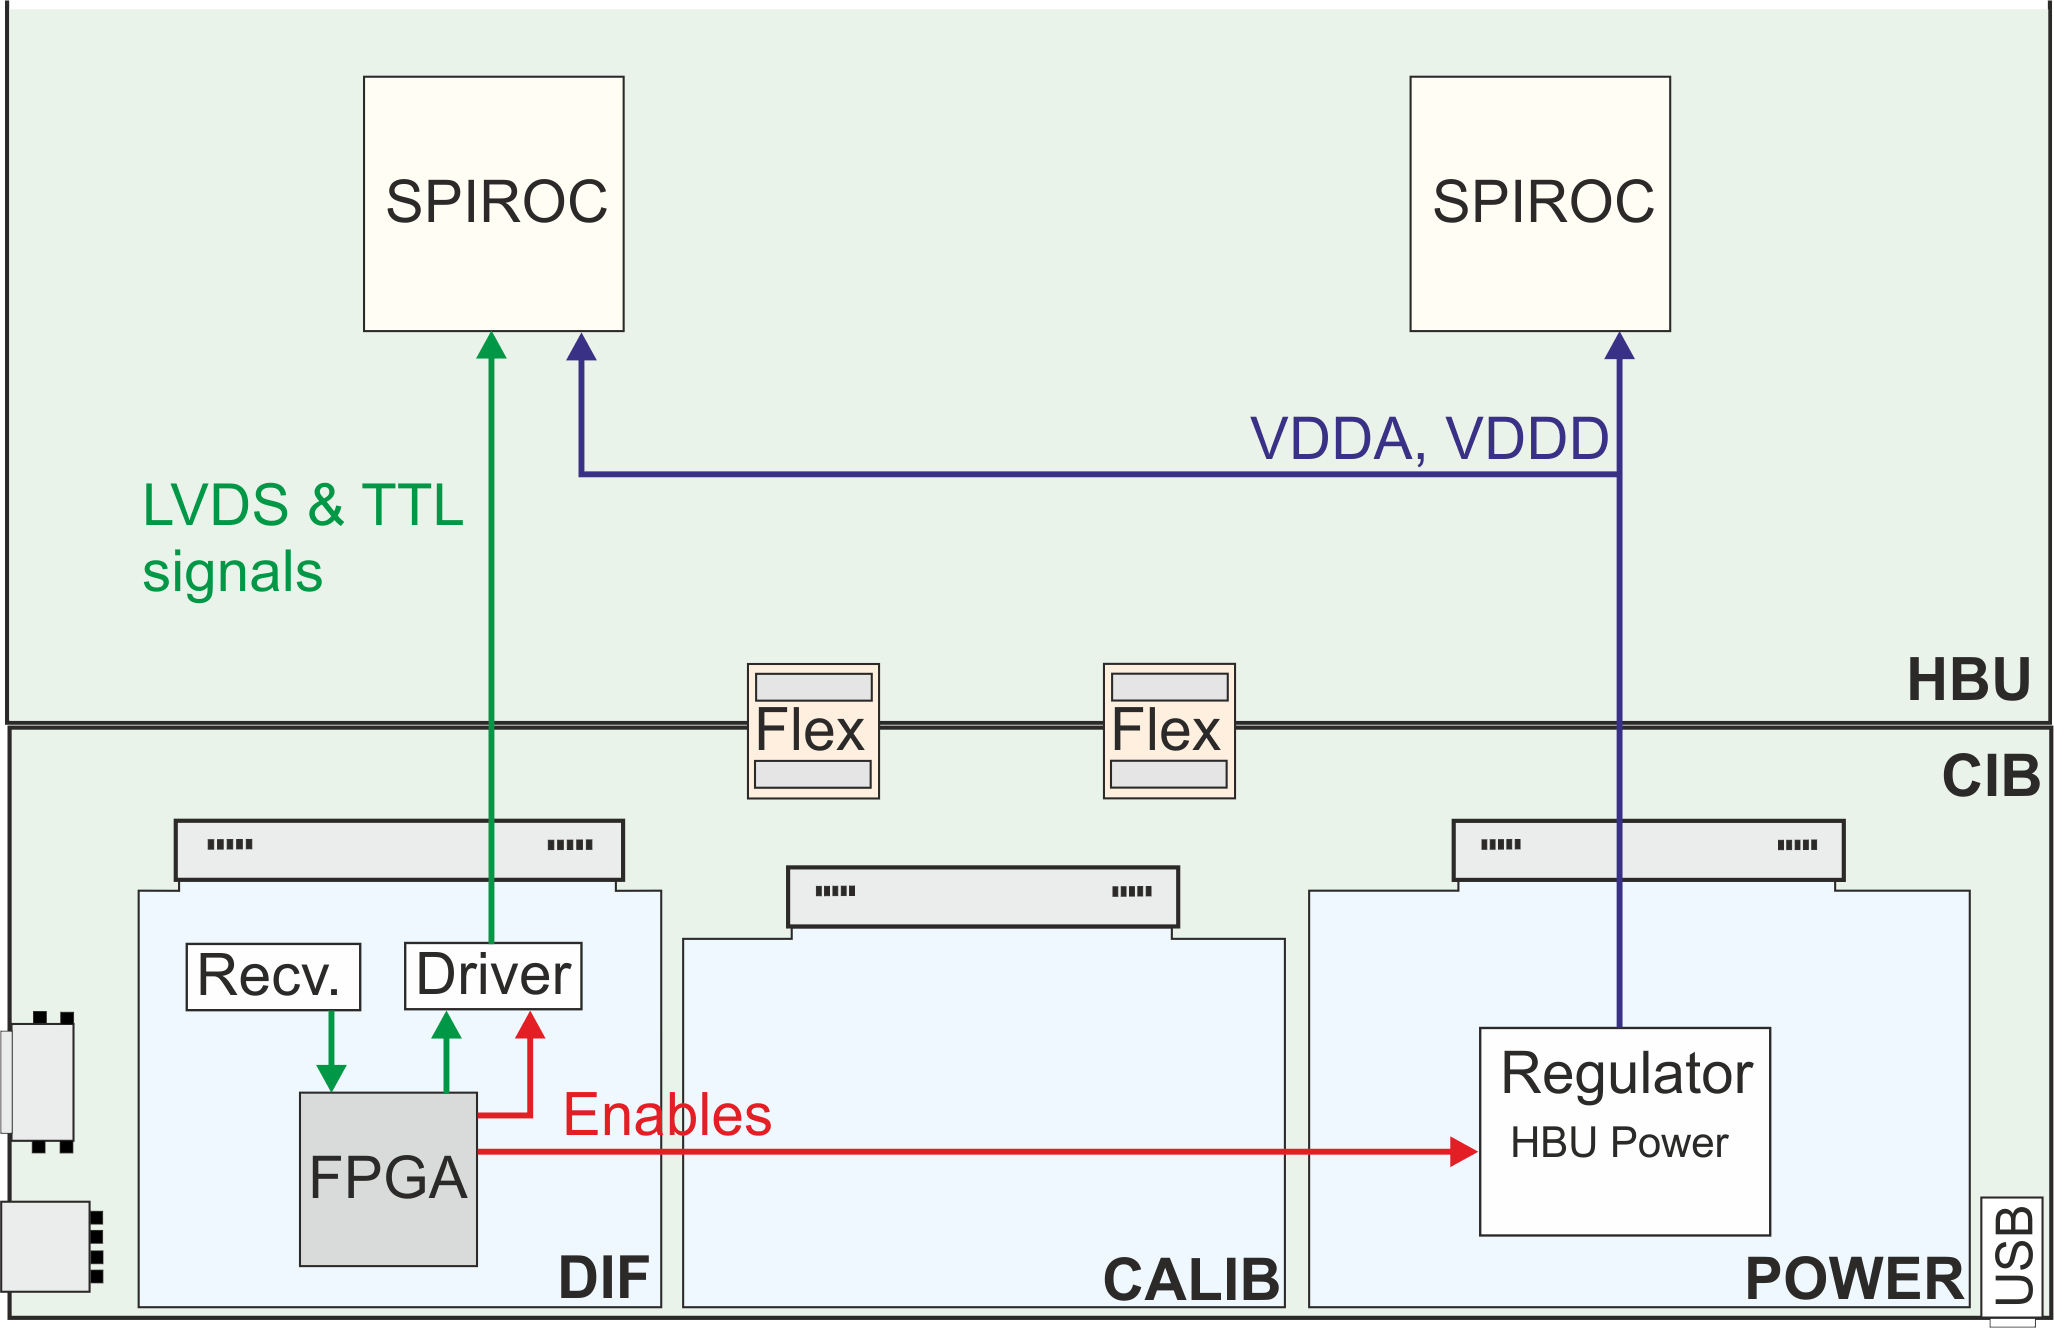 SPIROC
SPIROC
VDDA, VDDD
LVDS & TTL
signals
HBU
Flex
Flex
CIB
Recv.
Driver
Regulator
HBU Power
Enables
FPGA
DIF
CALIB
POWER
USB